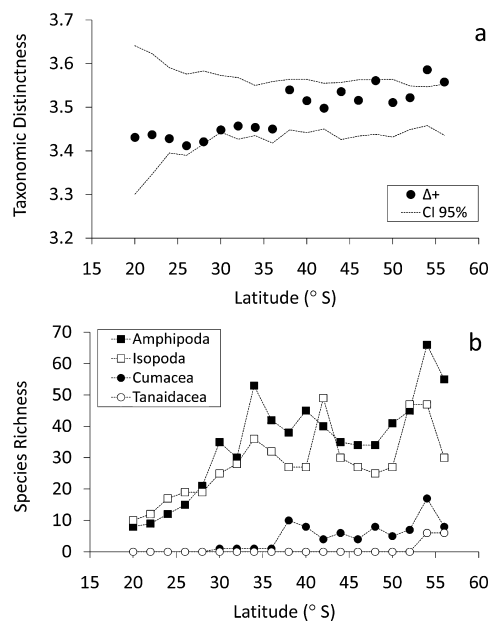 a
3.7
3.6
3.5
3.4
3.3
3.2
Taxonomic Distinctness
Δ+
CI 95%
15 20 25 30 35 40 45 50 55 60
Latitude (° S)
b
70
60
50
40
30
20
10
0
Species Richness
Amphipoda
Isopoda
Cumacea
Tanaidacea
15 20 25 30 35 40 45 50 55 60
Latitude (° S)